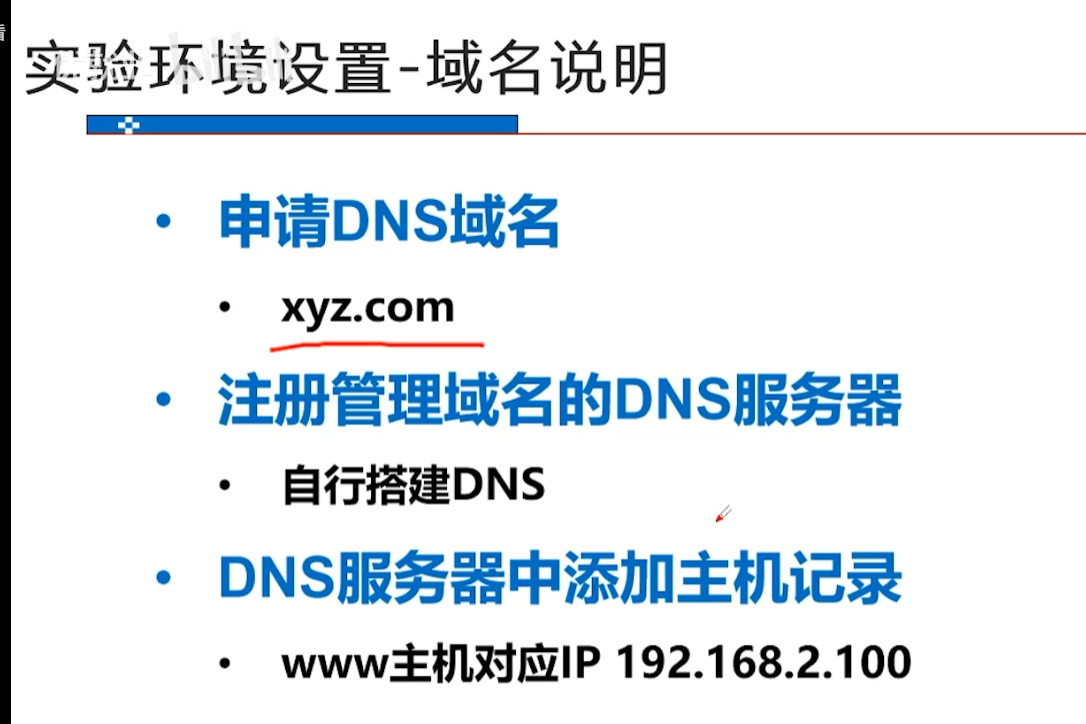 实验环境设置-域名说明
• 申请DNS域名
• xyz.com
• 注册管理域名的DNS服务器
• 自行搭建DNS
• DNS服务器中添加主机记录
• www主机对应IP 192.168.2.100